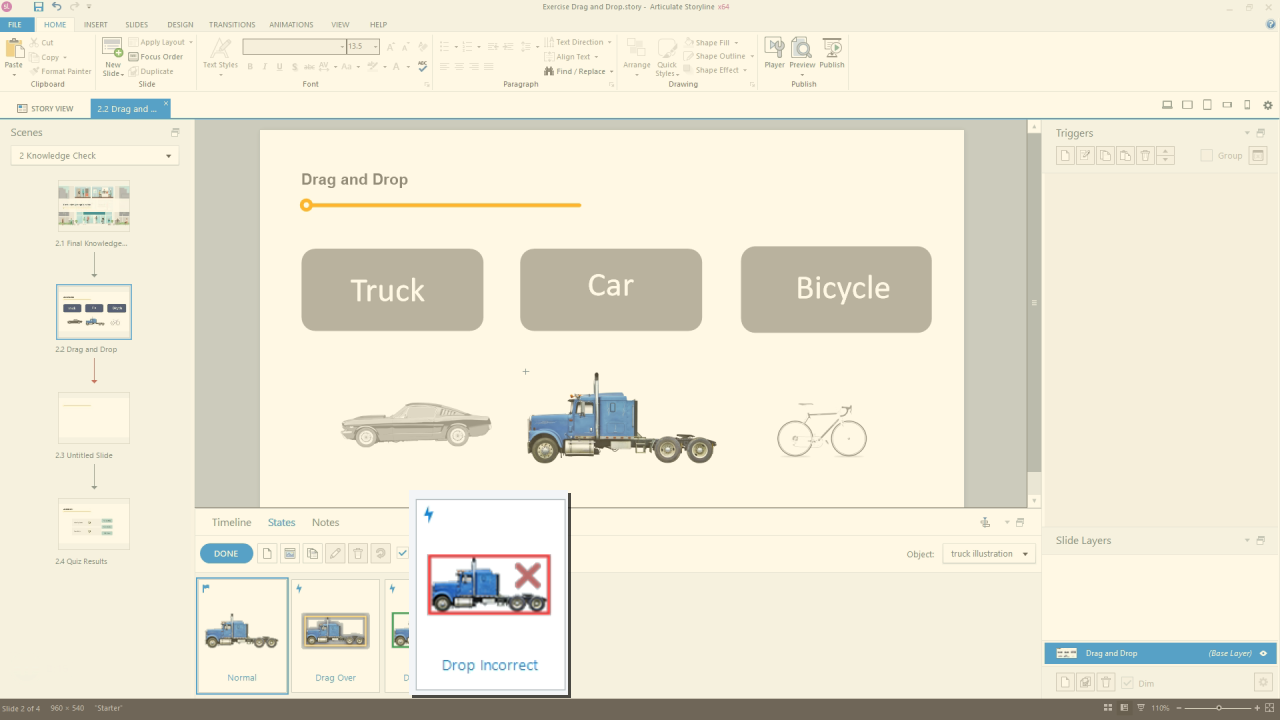 Exercise Drag and Drop.story - Articulate Storyline x64
FILE HOME INSERT SLIDES DESIGN TRANSITIONS ANIMATIONS VIEW HELP
Paste
Cut
Copy
Format Painter
Clipboard
New Slide
Apply Layout
Focus Order
Duplicate
Slide
Text Styles
13.5
B I U S abc Aa A
Font
Text Direction
Align Text
Find / Replace
Paragraph
Arrange
Quick Styles
Shape Fill
Shape Outline
Shape Effect
Drawing
Player
Preview
Publish
Publish
STORY VIEW
2.2 Drag and ...
Scenes
2 Knowledge Check
2.1 Final Knowledge...
2.2 Drag and Drop
2.3 Untitled Slide
2.4 Quiz Results
Drag and Drop
Truck
Car
Bicycle
Timeline States Notes
DONE
Object: truck illustration
Normal
Drag Over
Drop Incorrect
Triggers
Group
Slide Layers
Drag and Drop (Base Layer)
Dim
Slide 2 of 4 960 × 540 "Starter"
110%